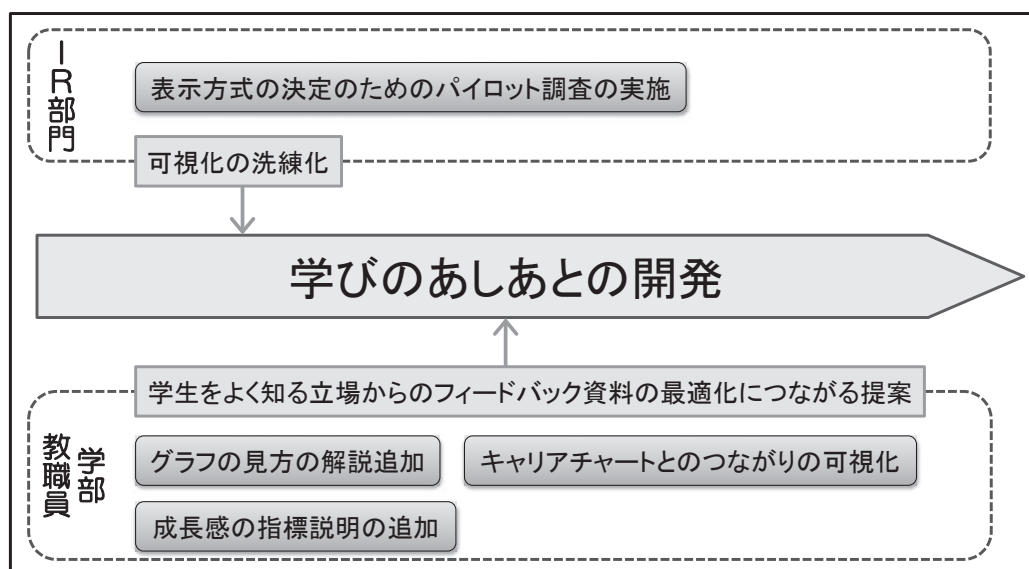 IR部門
表示方式の決定のためのパイロット調査の実施
可視化の洗練化
学びのあしあとの開発
学生をよく知る立場からのフィードバック資料の最適化につながる提案
学部
教職員
グラフの見方の解説追加
キャリアチャートとのつながりの可視化
成長感の指標説明の追加